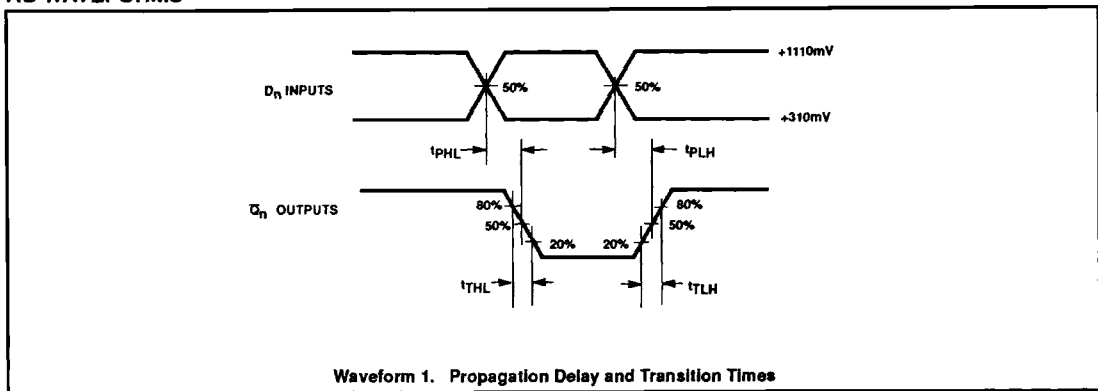 +1110mV
Dn INPUTS
50%
50%
+310mV
tPHL
tPLH
Q̅n OUTPUTS
80%
80%
50%
50%
20%
20%
tTHL
tTLH
Waveform 1. Propagation Delay and Transition Times